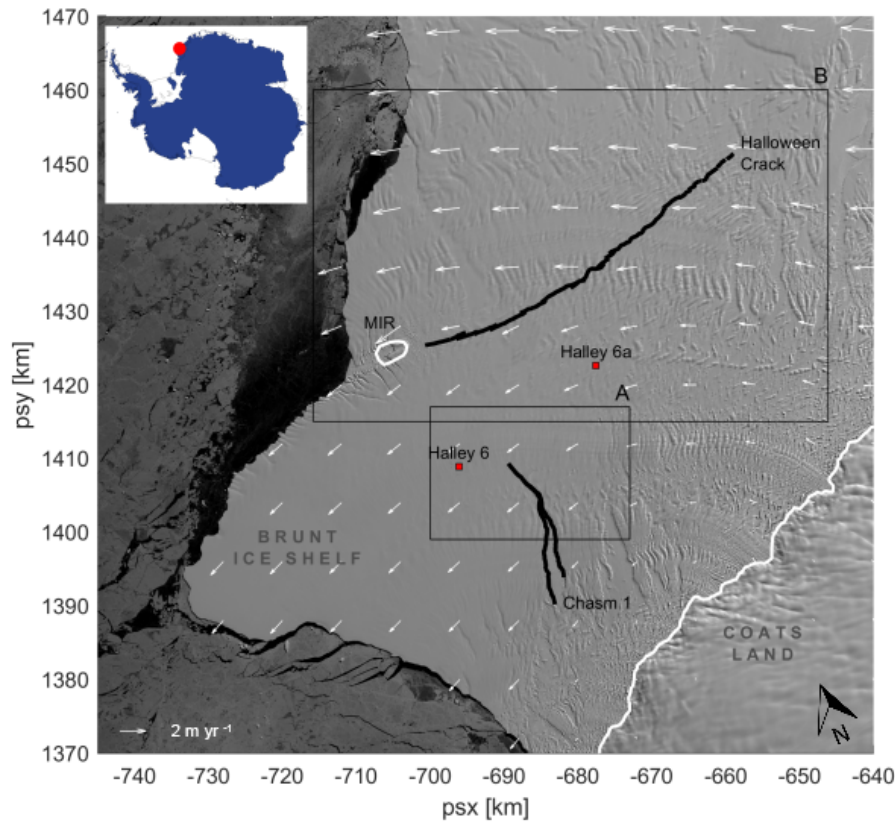 1470
1460
1450
1440
1430
1420
1410
1400
1390
1380
1370
psy [km]
B
Halloween
Crack
MIR
Halley 6a
A
Halley 6
BRUNT
ICE SHELF
Chasm 1
COATS
LAND
N
2 m yr⁻¹
-740
-730
-720
-710
-700
-690
-680
-670
-660
-650
-640
psx [km]